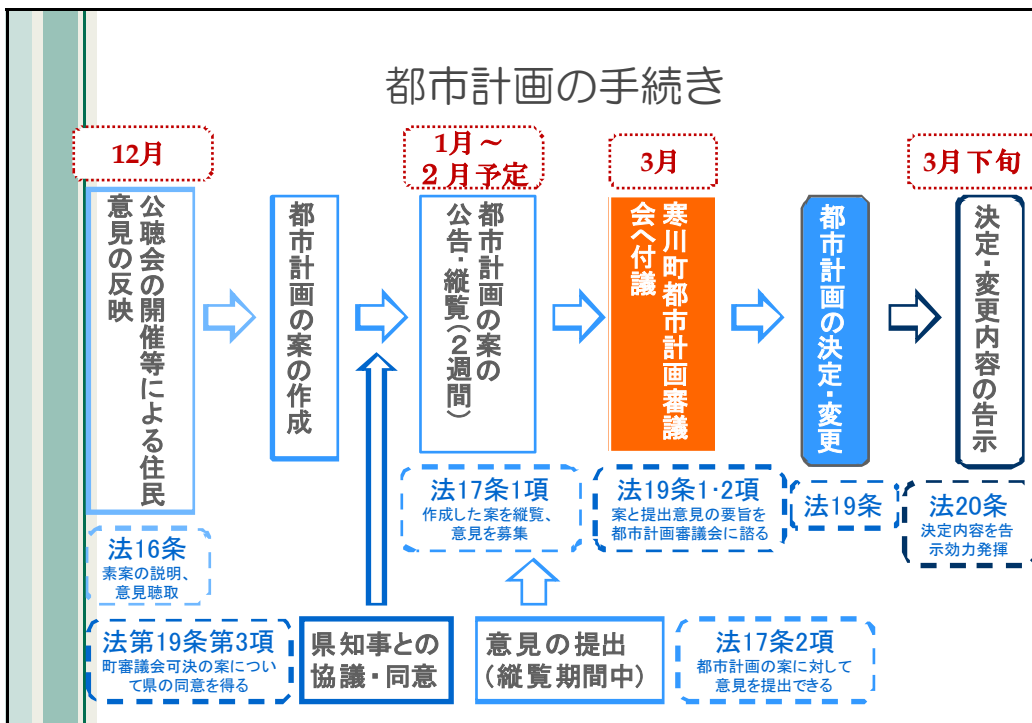 都市計画の手続き
12月
1月～
２月予定
3月
3月下旬
公聴会の開催等による住民
意見の反映
都市計画の案の作成
都市計画の案の
公告・縦覧(２週間)
寒川町都市計画審議
会へ付議
都市計画の決定・変更
決定・変更内容の告示
法16条
素案の説明、
意見聴取
法17条1項
作成した案を縦覧、
意見を募集
法19条1・2項
案と提出意見の要旨を
都市計画審議会に諮る
法19条
法20条
決定内容を告
示効力発揮
法第19条第3項
町審議会可決の案につい
て県の同意を得る
県知事との
協議・同意
意見の提出
(縦覧期間中)
法17条2項
都市計画の案に対して
意見を提出できる